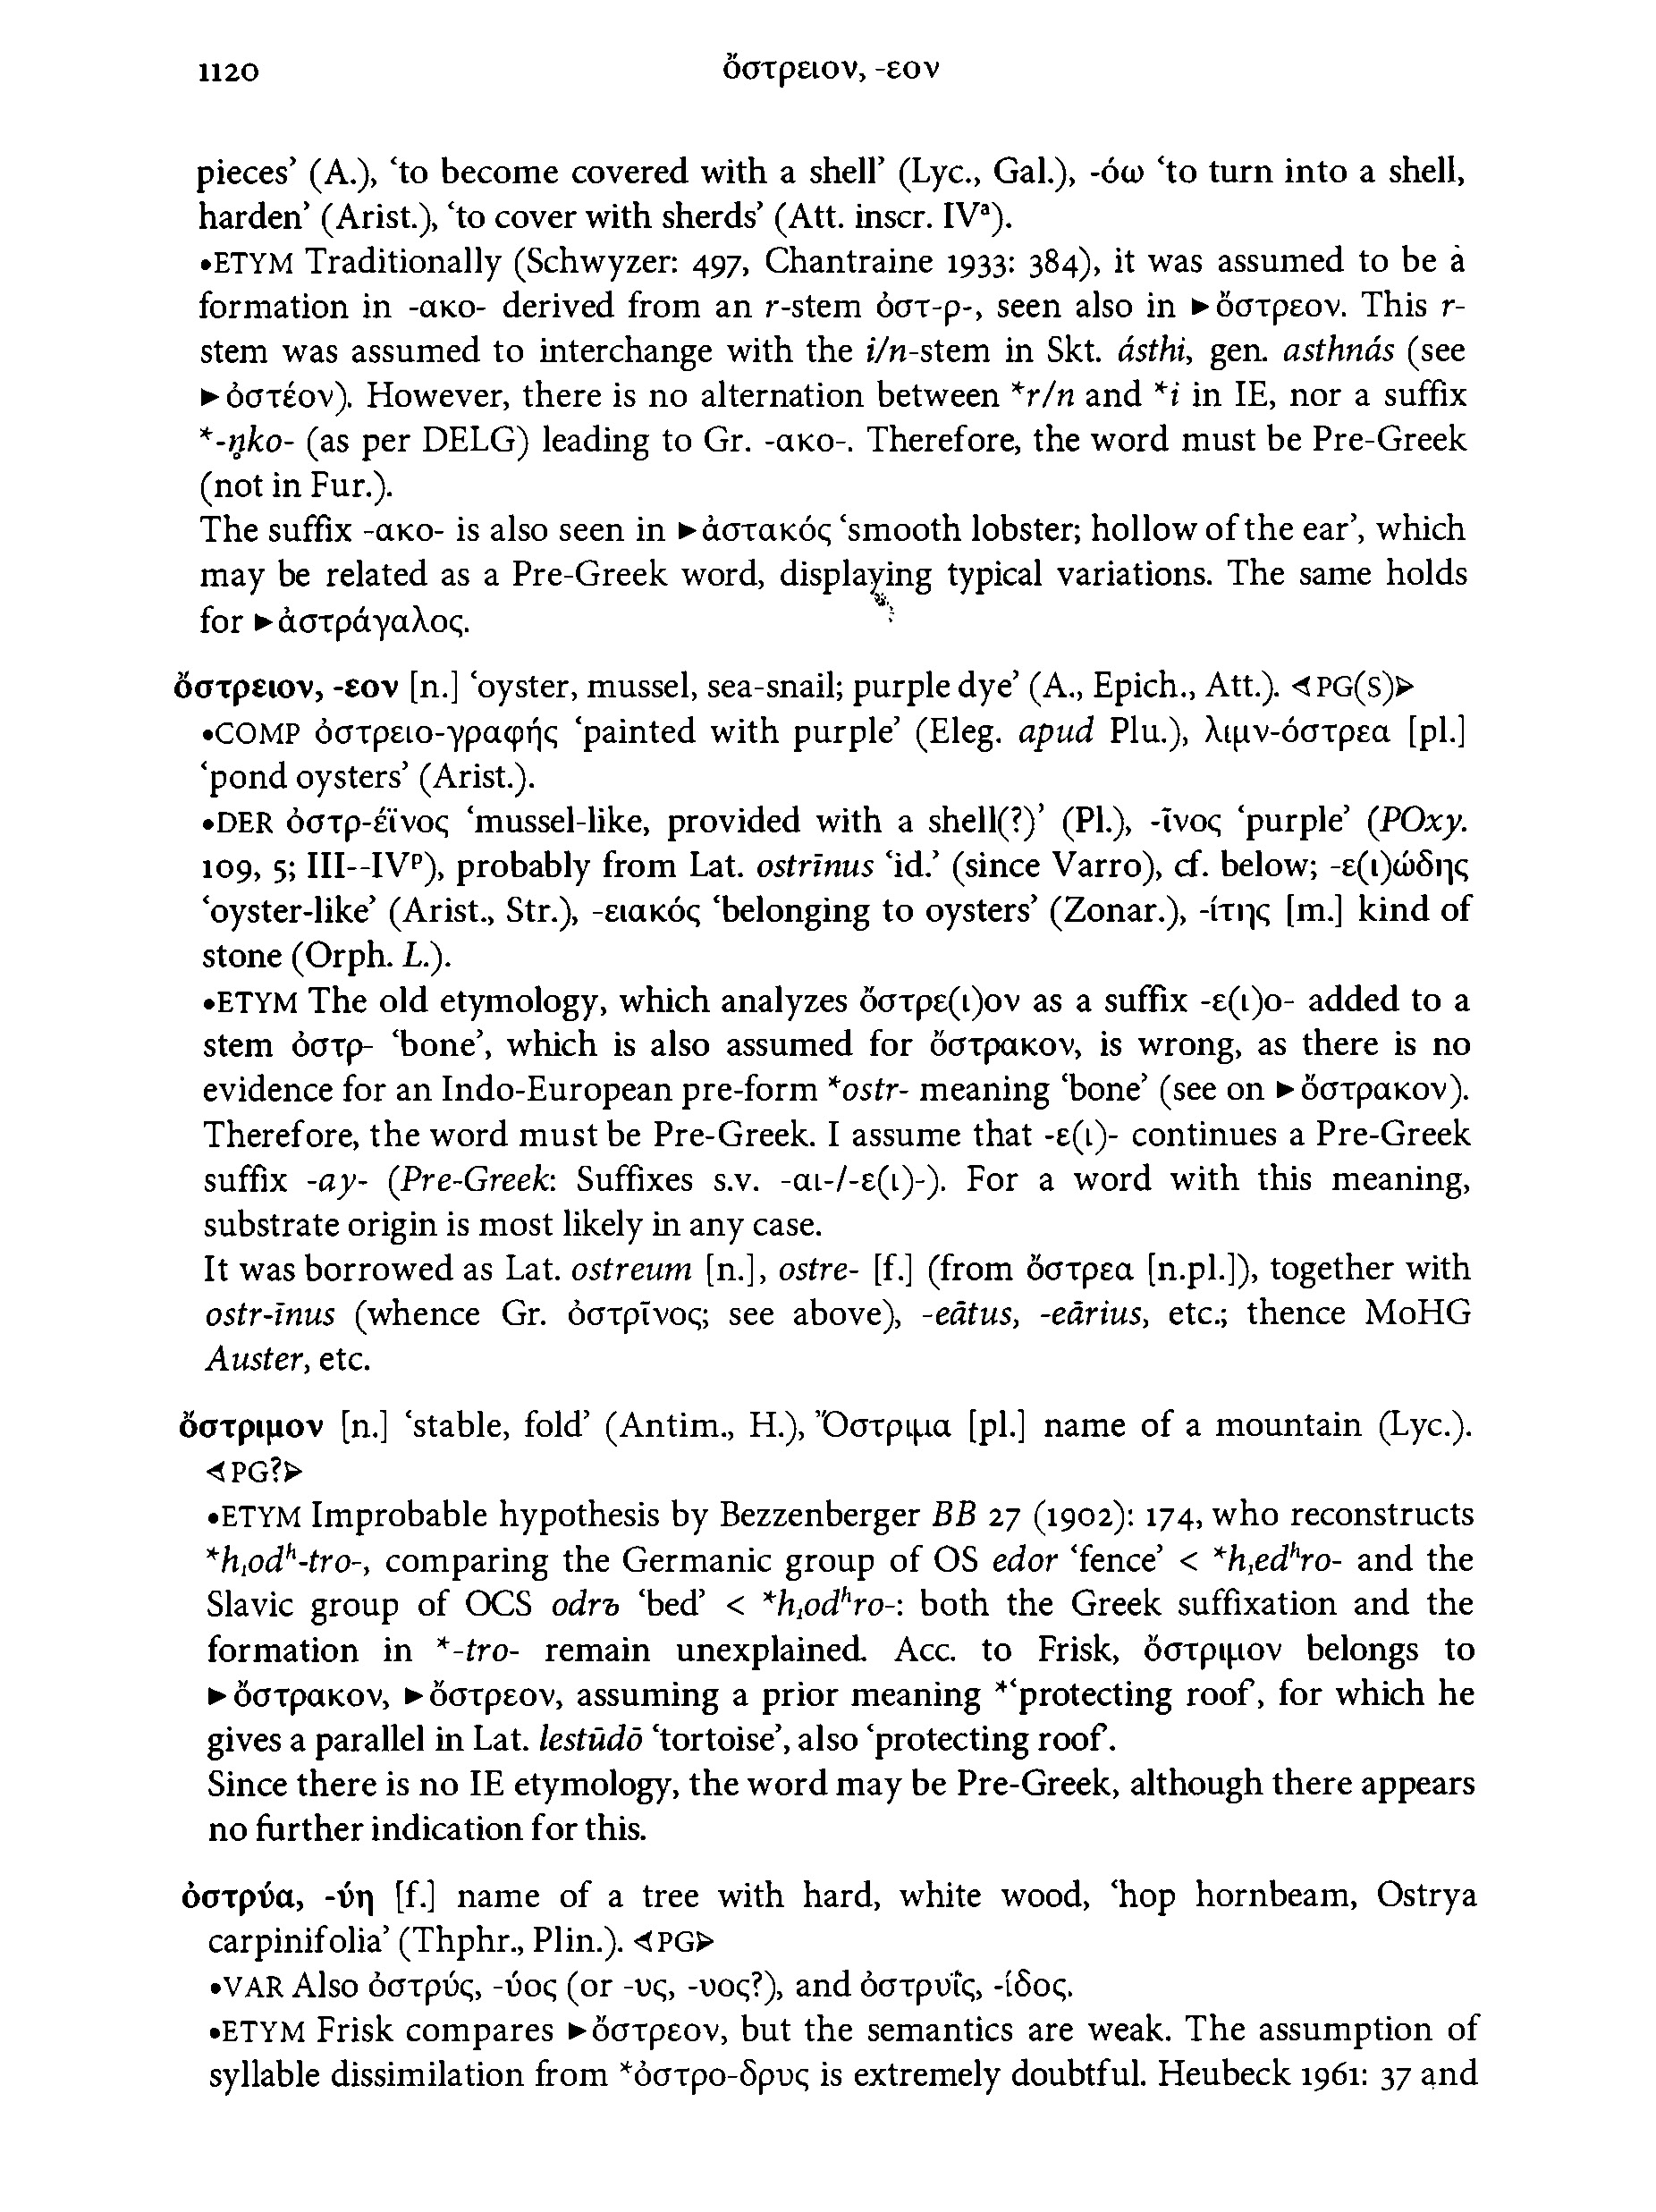 1120
ὄστρειον, -εον
pieces’ (A.), ‘to become covered with a shell’ (Lyc., Gal.), -όω ‘to turn into a shell,
harden’ (Arist.), ‘to cover with sherds’ (Att. inscr. IVᵃ).
•ETYM Traditionally (Schwyzer: 497, Chantraine 1933: 384), it was assumed to be a
formation in -ακο- derived from an r-stem ὀστ-ρ-, seen also in ►ὄστρεον. This r-
stem was assumed to interchange with the i/n-stem in Skt. ásthi, gen. asthnás (see
►ὀστέον). However, there is no alternation between *r/n and *i in IE, nor a suffix
*-n̥ko- (as per DELG) leading to Gr. -ακο-. Therefore, the word must be Pre-Greek
(not in Fur.).
The suffix -ακο- is also seen in ►ἀστακός ‘smooth lobster; hollow of the ear’, which
may be related as a Pre-Greek word, displaying typical variations. The same holds
for ►ἀστράγαλος.
ὄστρειον, -εον [n.] ‘oyster, mussel, sea-snail; purple dye’ (A., Epich., Att.). ◄PG(S)►
•COMP ὀστρειο-γραφής ‘painted with purple’ (Eleg. apud Plu.), λιμν-όστρεα [pl.]
‘pond oysters’ (Arist.).
•DER ὀστρ-έϊνος ‘mussel-like, provided with a shell(?)’ (Pl.), -ῖνος ‘purple’ (POxy.
109, 5; III--IVᵖ), probably from Lat. ostrīnus ‘id.’ (since Varro), cf. below; -ε(ι)ώδης
‘oyster-like’ (Arist., Str.), -ειακός ‘belonging to oysters’ (Zonar.), -ίτης [m.] kind of
stone (Orph. L.).
•ETYM The old etymology, which analyzes ὄστρε(ι)ον as a suffix -ε(ι)ο- added to a
stem ὀστρ- ‘bone’, which is also assumed for ὄστρακον, is wrong, as there is no
evidence for an Indo-European pre-form *ostr- meaning ‘bone’ (see on ►ὄστρακον).
Therefore, the word must be Pre-Greek. I assume that -ε(ι)- continues a Pre-Greek
suffix -ay- (Pre-Greek: Suffixes s.v. -αι-/-ε(ι)-). For a word with this meaning,
substrate origin is most likely in any case.
It was borrowed as Lat. ostreum [n.], ostre- [f.] (from ὄστρεα [n.pl.]), together with
ostr-īnus (whence Gr. ὀστρῖνος; see above), -eātus, -eārius, etc.; thence MoHG
Auster, etc.
ὄστριμον [n.] ‘stable, fold’ (Antim., H.), Ὄστριμα [pl.] name of a mountain (Lyc.).
◄PG?►
•ETYM Improbable hypothesis by Bezzenberger BB 27 (1902): 174, who reconstructs
*h₁odʰ-tro-, comparing the Germanic group of OS edor ‘fence’ < *h₁edʰro- and the
Slavic group of OCS odrъ ‘bed’ < *h₁odʰro-: both the Greek suffixation and the
formation in *-tro- remain unexplained. Acc. to Frisk, ὄστριμον belongs to
►ὄστρακον, ►ὄστρεον, assuming a prior meaning *‘protecting roof’, for which he
gives a parallel in Lat. lestūdō ‘tortoise’, also ‘protecting roof’.
Since there is no IE etymology, the word may be Pre-Greek, although there appears
no further indication for this.
ὀστρύα, -ύη [f.] name of a tree with hard, white wood, ‘hop hornbeam, Ostrya
carpinifolia’ (Thphr., Plin.). ◄PG►
•VAR Also ὀστρύς, -ύος (or -υς, -υος?), and ὀστρυΐς, -ίδος.
•ETYM Frisk compares ►ὄστρεον, but the semantics are weak. The assumption of
syllable dissimilation from *ὀστρο-δρυς is extremely doubtful. Heubeck 1961: 37 and